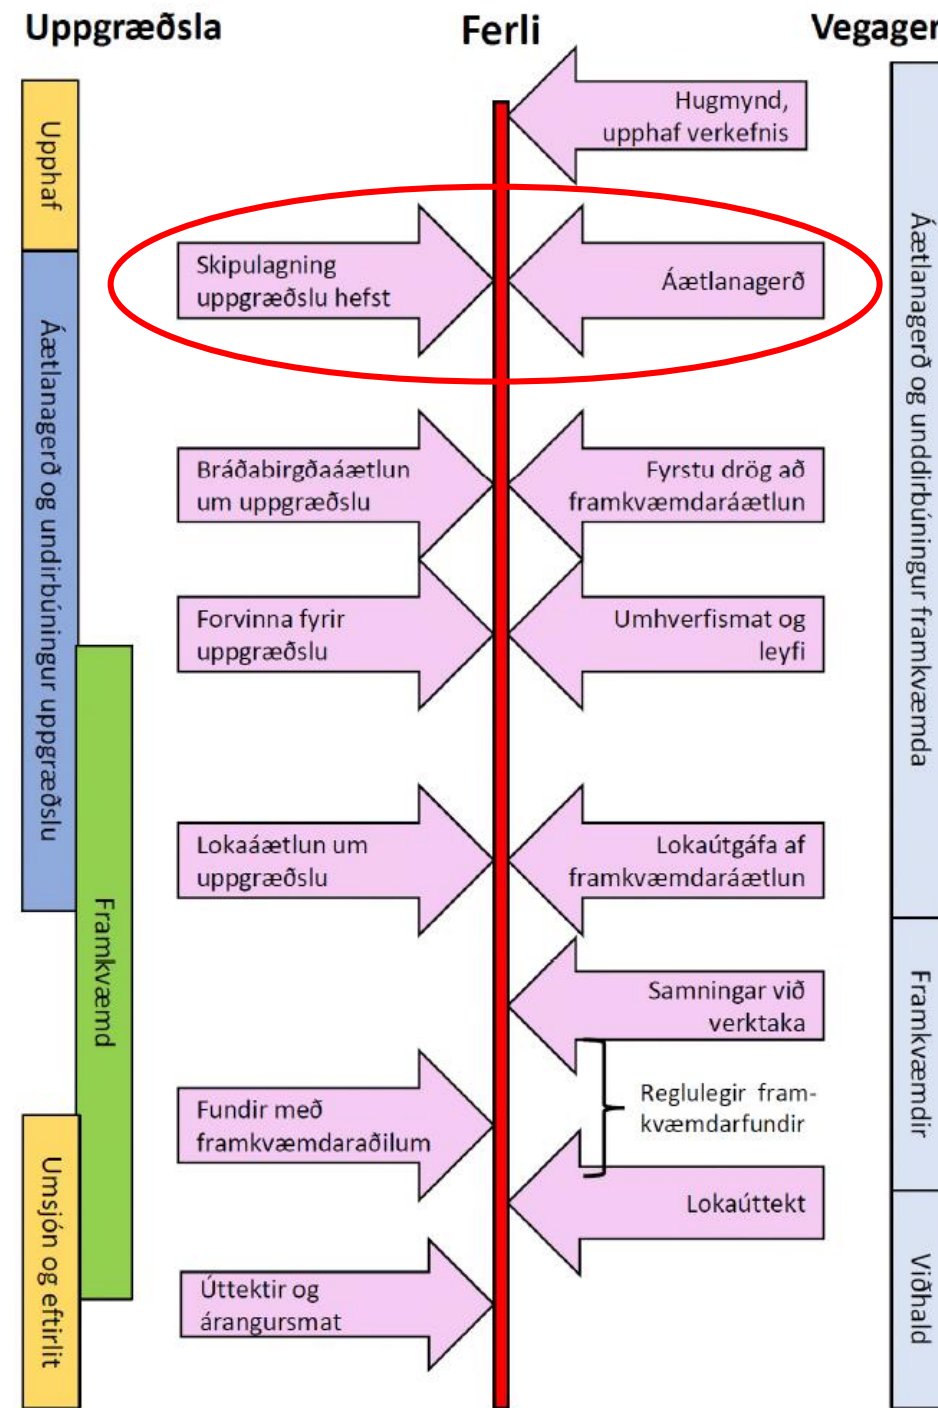 Uppgræðsla
Ferli
Vegager
Upphaf
Áætlanagerð og undirbúningur uppgræðslu
Framkvæmd
Umsjón og eftirlit
Hugmynd,
upphaf verkefnis
Skipulagning
uppgræðslu hefst
Áætlanagerð
Bráðabirgðaáætlun
um uppgræðslu
Fyrstu drög að
framkvæmdaráætlun
Forvinna fyrir
uppgræðslu
Umhverfismat og
leyfi
Lokaáætlun um
uppgræðslu
Lokaútgáfa af
framkvæmdaráætlun
Samningar við
verktaka
Reglulegir fram-
kvæmdarfundir
Fundir með
framkvæmdaraðilum
Lokaúttekt
Úttektir og
árangursmat
Áætlanagerð og unddirbúningur framkvæmda
Framkvæmdir
Viðhald